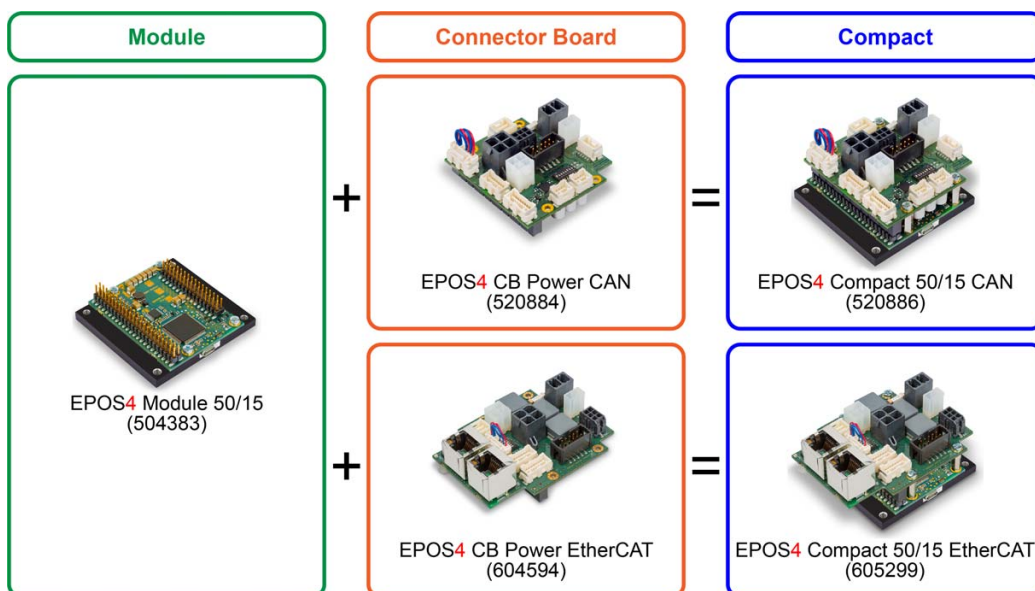 Module
Connector Board
Compact
+
=
EPOS4 CB Power CAN
(520884)
EPOS4 Compact 50/15 CAN
(520886)
EPOS4 Module 50/15
(504383)
+
=
EPOS4 CB Power EtherCAT
(604594)
EPOS4 Compact 50/15 EtherCAT
(605299)